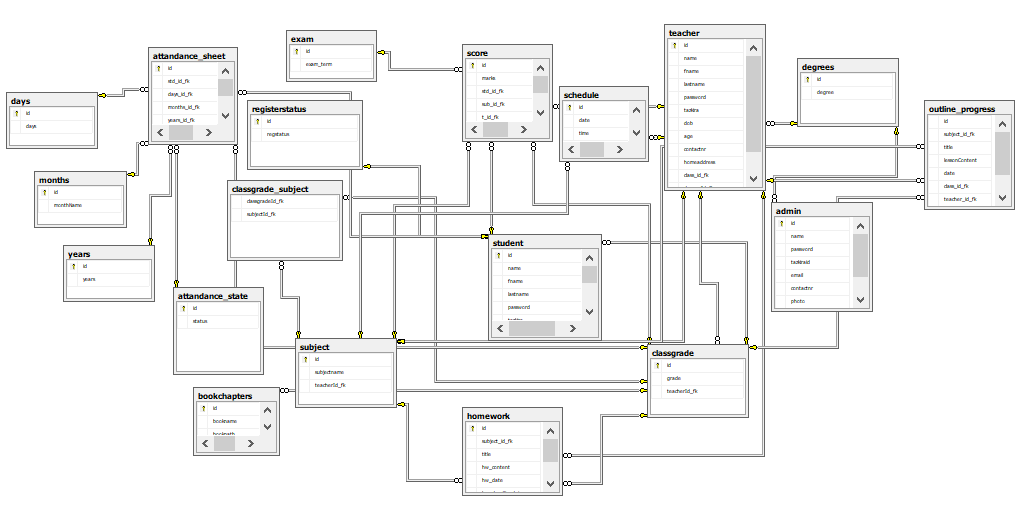 exam
id
exam_term
attandance_sheet
id
std_id_fk
days_id_fk
months_id_fk
years_id_fk
score
id
marks
std_id_fk
sub_id_fk
t_id_fk
teacher
id
name
fname
lastname
password
tazkira
dob
age
contactnr
homeaddress
class_id_fk
degrees
id
degree
days
id
days
registerstatus
id
regstatus
schedule
id
date
time
outline_progress
id
subject_id_fk
title
lessonContent
date
class_id_fk
teacher_id_fk
months
id
monthName
classgrade_subject
classgradeId_fk
subjectId_fk
admin
id
name
password
tazkiraid
email
contactnr
photo
years
id
years
student
id
name
fname
lastname
password
attandance_state
id
status
subject
id
subjectname
teacherId_fk
classgrade
id
grade
teacherId_fk
bookchapters
id
bookname
homework
id
subject_id_fk
title
hw_content
hw_date